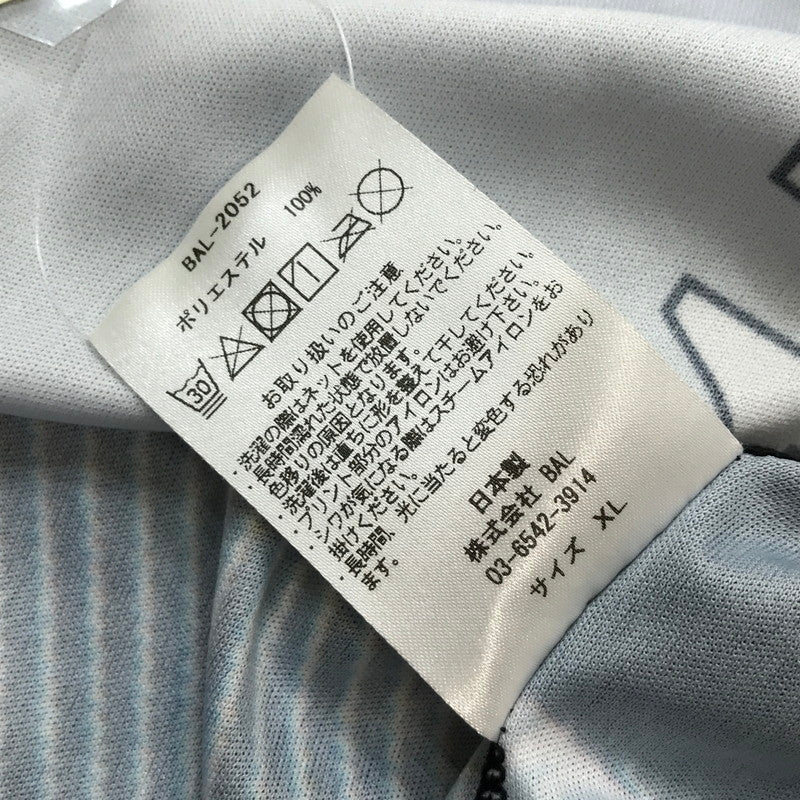 BAL-2052
ポリエステル 100%
30
1
お取り扱いのご注意
・洗濯の際はネットを使用してください。
・長時間濡れた状態で放置しないでください。
色移りの原因となります。
・洗濯後は直ちに形を整えて干してください。
・プリント部分のアイロンはお避け下さい。
・シワが気になる際はスチームアイロンをお
掛けください。
・長時間、光に当たると変色する恐れがあり
ます。
日本製
株式会社 BAL
03-6542-3914
サイズ XL